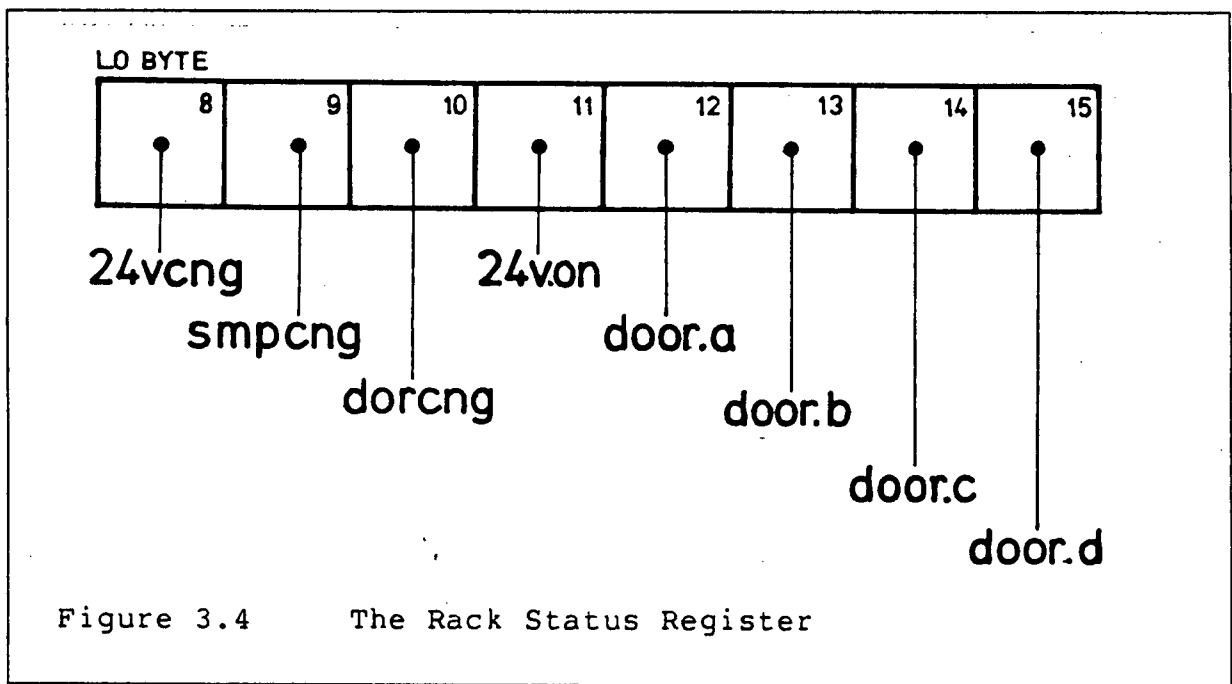 LO BYTE
8 9 10 11 12 13 14 15
24vcng 24v.on
smpcng door.a
dorcng door.b
door.c
door.d
Figure 3.4 The Rack Status Register